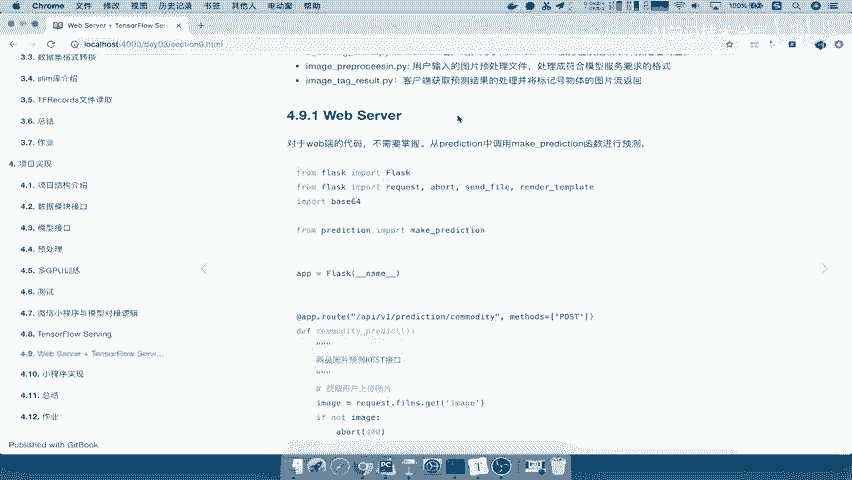 Chrome 文件 修改 视图 历史记录 书签 其他人 电动窗 帮助
100%
Web Server + TensorFlow Serv
localhost:4000/day03/section9.html
3.3. 数据集格式转换
3.4. slim库介绍
3.5. TFRecords文件读取
3.6. 总结
3.7. 作业
4. 项目实现
4.1. 项目结构介绍
4.2. 数据模块接口
4.3. 模型接口
4.4. 预处理
4.5. 多GPU训练
4.6. 测试
4.7. 微信小程序与模型对接逻辑
4.8. TensorFlow Serving
4.9. Web Server + TensorFlow Serv...
4.10. 小程序实现
4.11. 总结
4.12. 作业
Published with GitBook
image_preproceesin.py: 用户输入的图片预处理文件，处理成符合模型服务要求的格式
image_tag_result.py：客户端获取预测结果的处理并将标记号物体的图片流返回
4.9.1 Web Server
对于web端的代码，不需要掌握。从prediction中调用make_prediction函数进行预测。
from flask import Flask
from flask import request, abort, send_file, render_template
import base64
from prediction import make_prediction
app = Flask(__name__)
@app.route("/api/v1/prediction/commodity", methods=['POST'])
def commodity_predict():
"""
商品图片预测REST接口
"""
# 获取用户上传图片
image = request.files.get('image')
if not image:
abort(400)